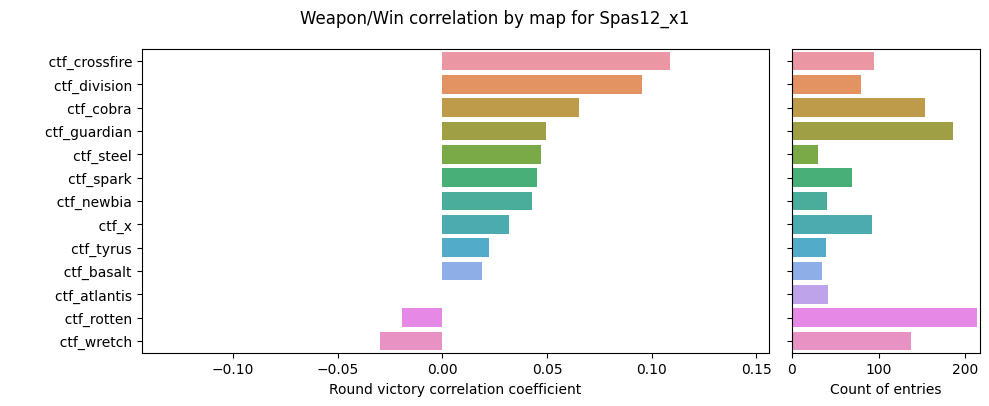 Weapon/Win correlation by map for Spas12_x1
ctf_crossfire
ctf_division
ctf_cobra
ctf_guardian
ctf_steel
ctf_spark
ctf_newbia
ctf_x
ctf_tyrus
ctf_basalt
ctf_atlantis
ctf_rotten
ctf_wretch
−0.10 −0.05 0.00 0.05 0.10 0.15
Round victory correlation coefficient
0 100 200
Count of entries